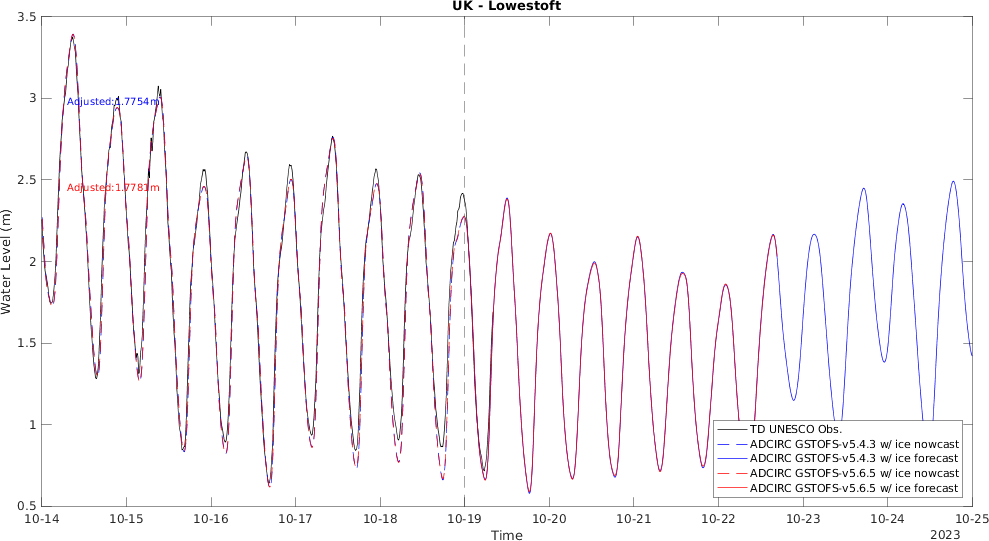 UK - Lowestoft
3.5
3
2.5
2
1.5
1
0.5
Water Level (m)
Adjusted:1.7754m
Adjusted:1.7781m
TD UNESCO Obs.
ADCIRC GSTOFS-v5.4.3 w/ ice nowcast
ADCIRC GSTOFS-v5.4.3 w/ ice forecast
ADCIRC GSTOFS-v5.6.5 w/ ice nowcast
ADCIRC GSTOFS-v5.6.5 w/ ice forecast
10-14 10-15 10-16 10-17 10-18 10-19 10-20 10-21 10-22 10-23 10-24 10-25
Time
2023